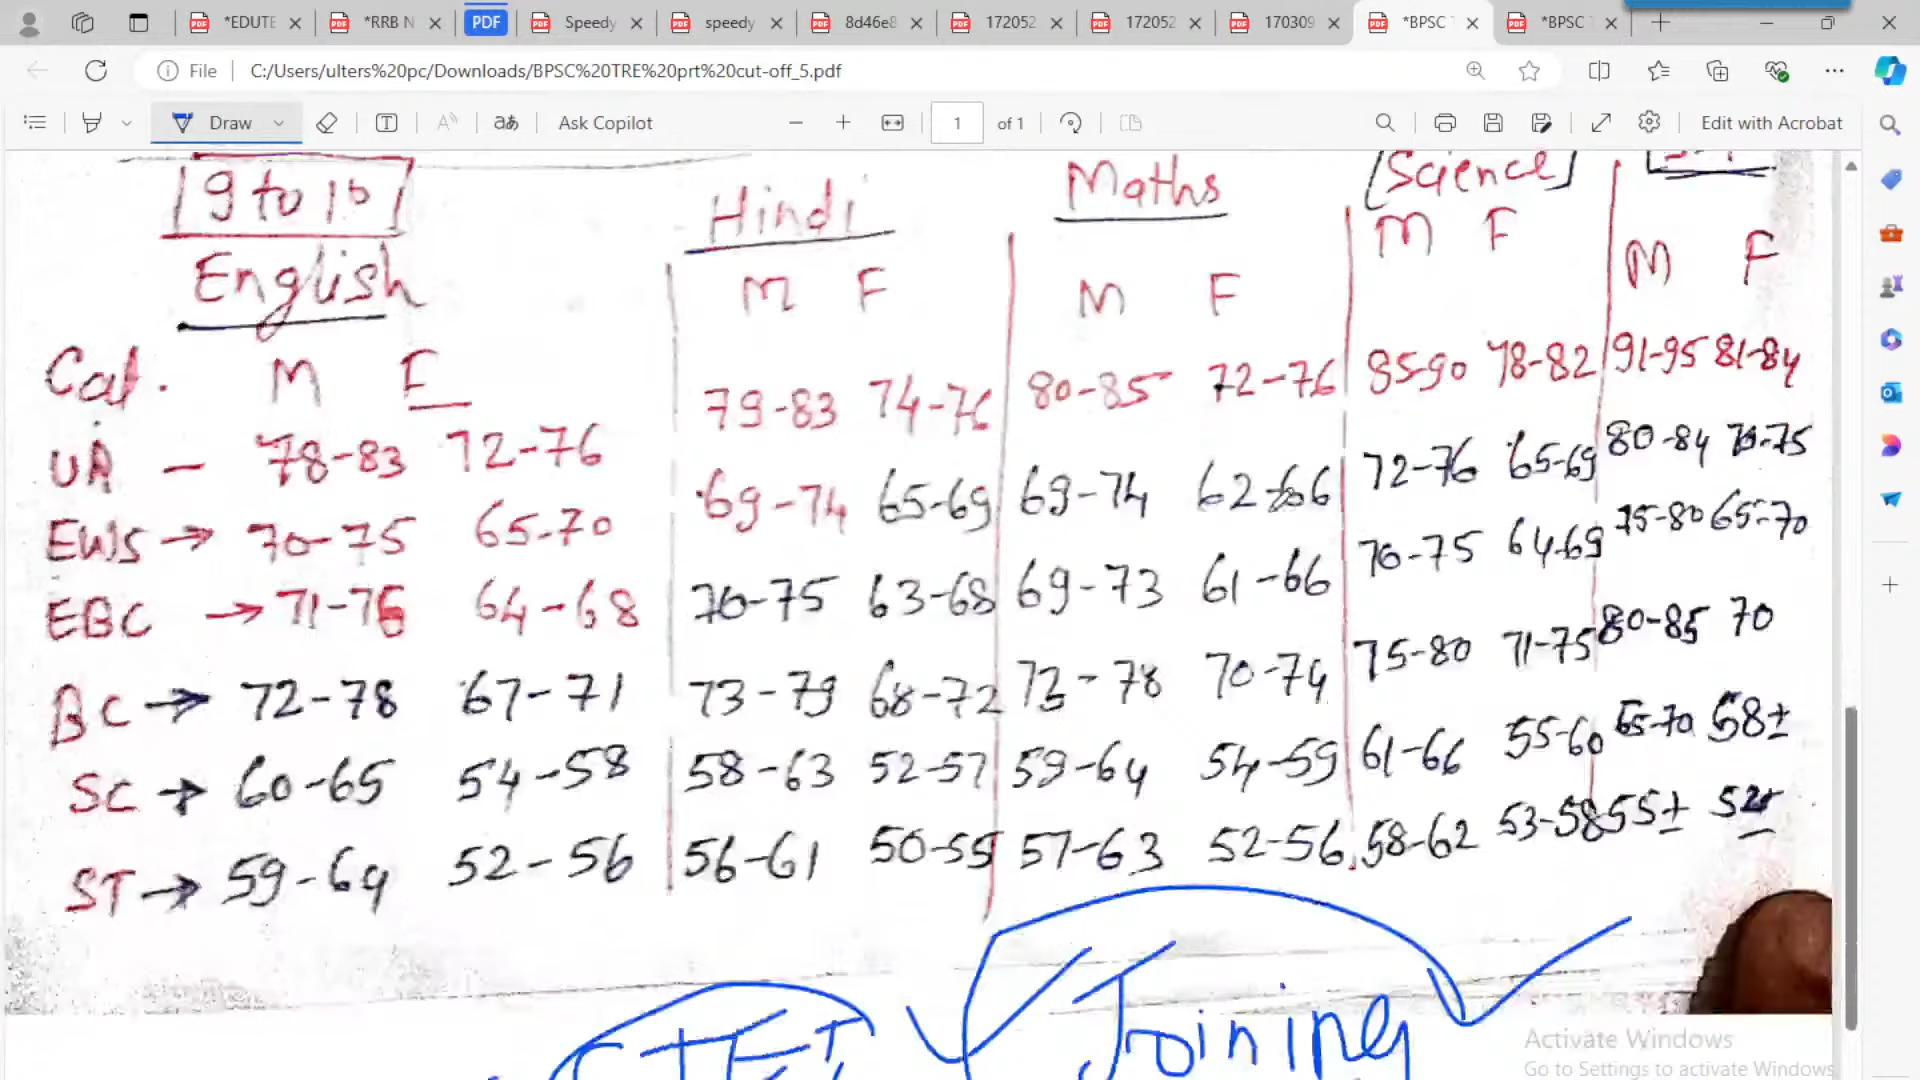 *EDUTE *RRB N PDF Speedy speedy 8d46e8 172052 172052 170309 *BPSC T *BPSC T
File C:/Users/ulters%20pc/Downloads/BPSC%20TRE%20prt%20cut-off_5.pdf
Draw aあ Ask Copilot 1 of 1 Edit with Acrobat
9 to 10 Hindi Maths [Science]
English M F M F M F M F
Cat. M F 79-83 74-76 80-85 72-76 85-90 78-82 91-95 81-84
UR - 78-83 72-76 69-74 65-69 69-74 62-66 72-76 65-69 80-84 70-75
EWS → 70-75 65-70 70-75 63-68 69-73 61-66 70-75 64-69 75-80 65-70
EBC → 71-76 64-68 73-79 68-72 73-78 70-74 75-80 71-75 80-85 70
BC → 72-78 67-71 58-63 52-57 59-64 54-59 61-66 55-60 65-70 58±
SC → 60-65 54-58 56-61 50-55 57-63 52-56 58-62 53-58 55± 52±
ST → 59-64 52-56
Joining
Activate Windows
Go to Settings to activate Windows